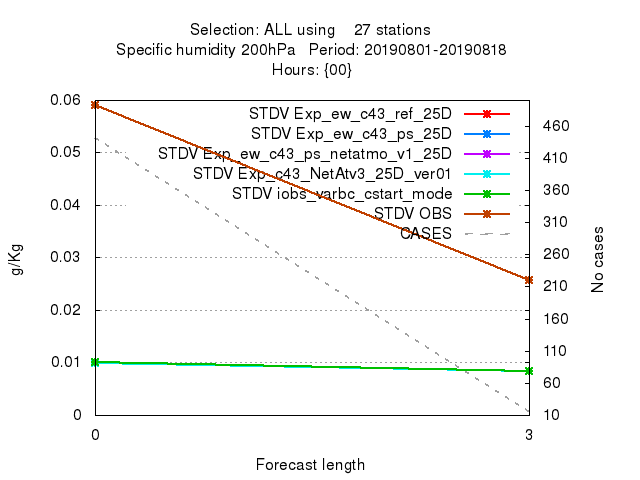 Selection: ALL using 27 stations
Specific humidity 200hPa Period: 20190801-20190818
Hours: {00}
0.06
0.05
0.04
0.03
0.02
0.01
0
g/Kg
STDV Exp_ew_c43_ref_25D
STDV Exp_ew_c43_ps_25D
STDV Exp_ew_c43_ps_netatmo_v1_25D
STDV Exp_c43_NetAtv3_25D_ver01
STDV iobs_varbc_cstart_mode
STDV OBS
CASES
460
410
360
310
260
210
160
110
60
10
No cases
0 3
Forecast length